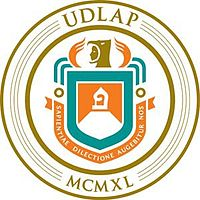 UDLAP
SAPIENTIAE DILECTIONE AUGEBITUR NOS
MCMXL